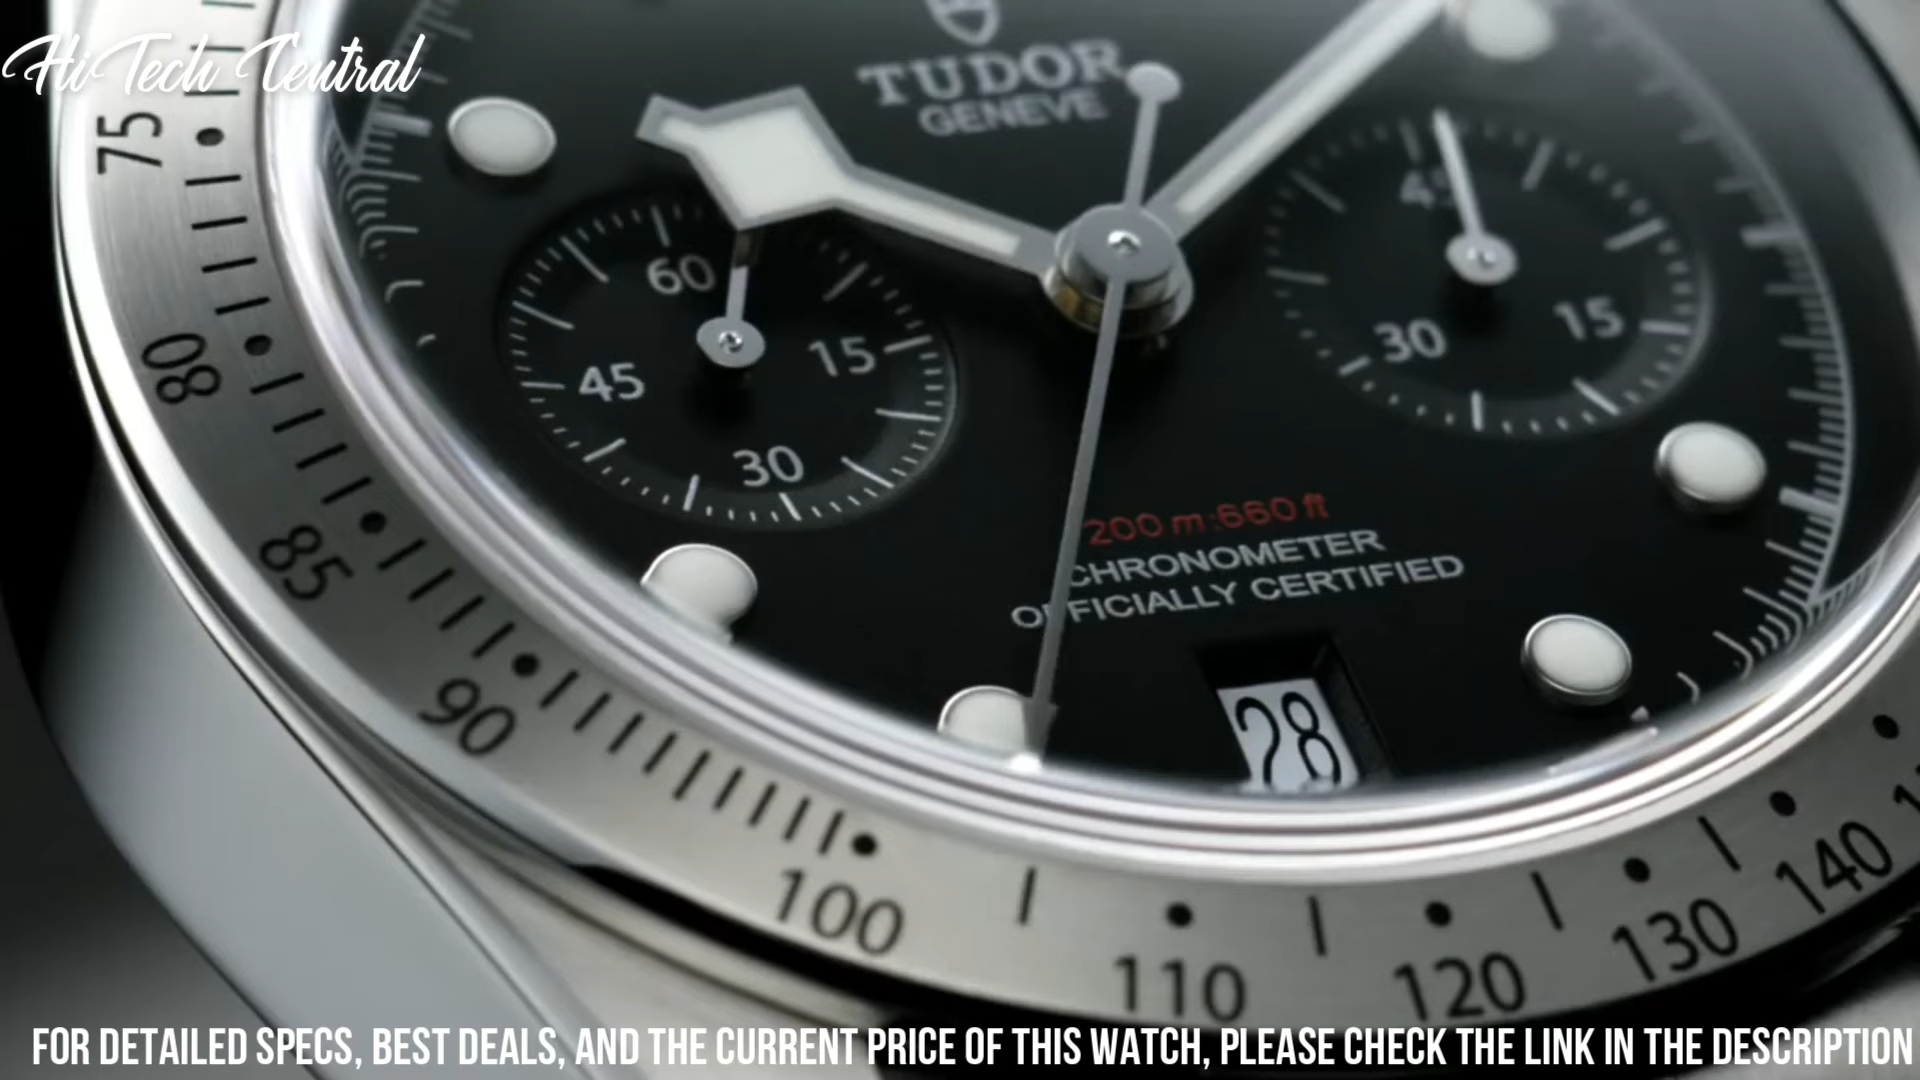 HiTech Central
TUDOR
GENEVE
75
80
85
90
100
110
120
130
140
60
15
30
45
45
15
30
200 m:660 ft
CHRONOMETER
OFFICIALLY CERTIFIED
28
FOR DETAILED SPECS, BEST DEALS, AND THE CURRENT PRICE OF THIS WATCH, PLEASE CHECK THE LINK IN THE DESCRIPTION